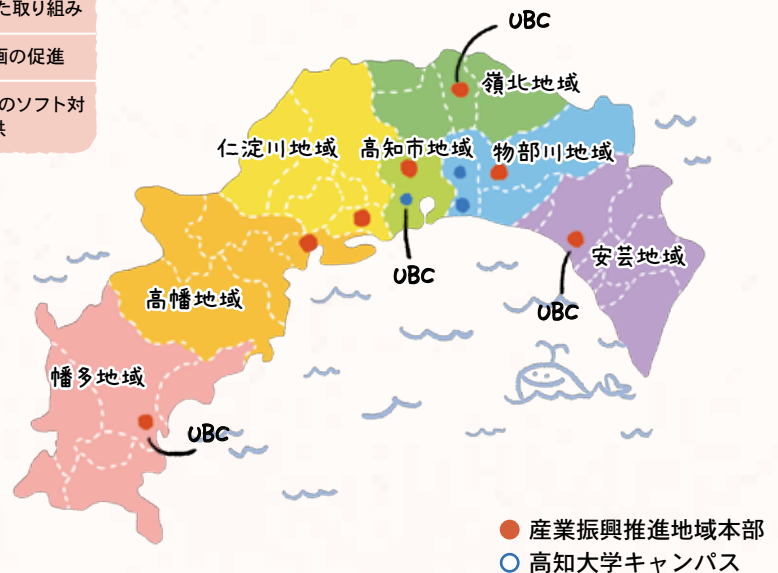 た取り組み
画の促進
のソフト対
供
UBC
嶺北地域
仁淀川地域
高知市地域
物部川地域
安芸地域
UBC
UBC
高幡地域
幡多地域
UBC
産業振興推進地域本部
高知大学キャンパス